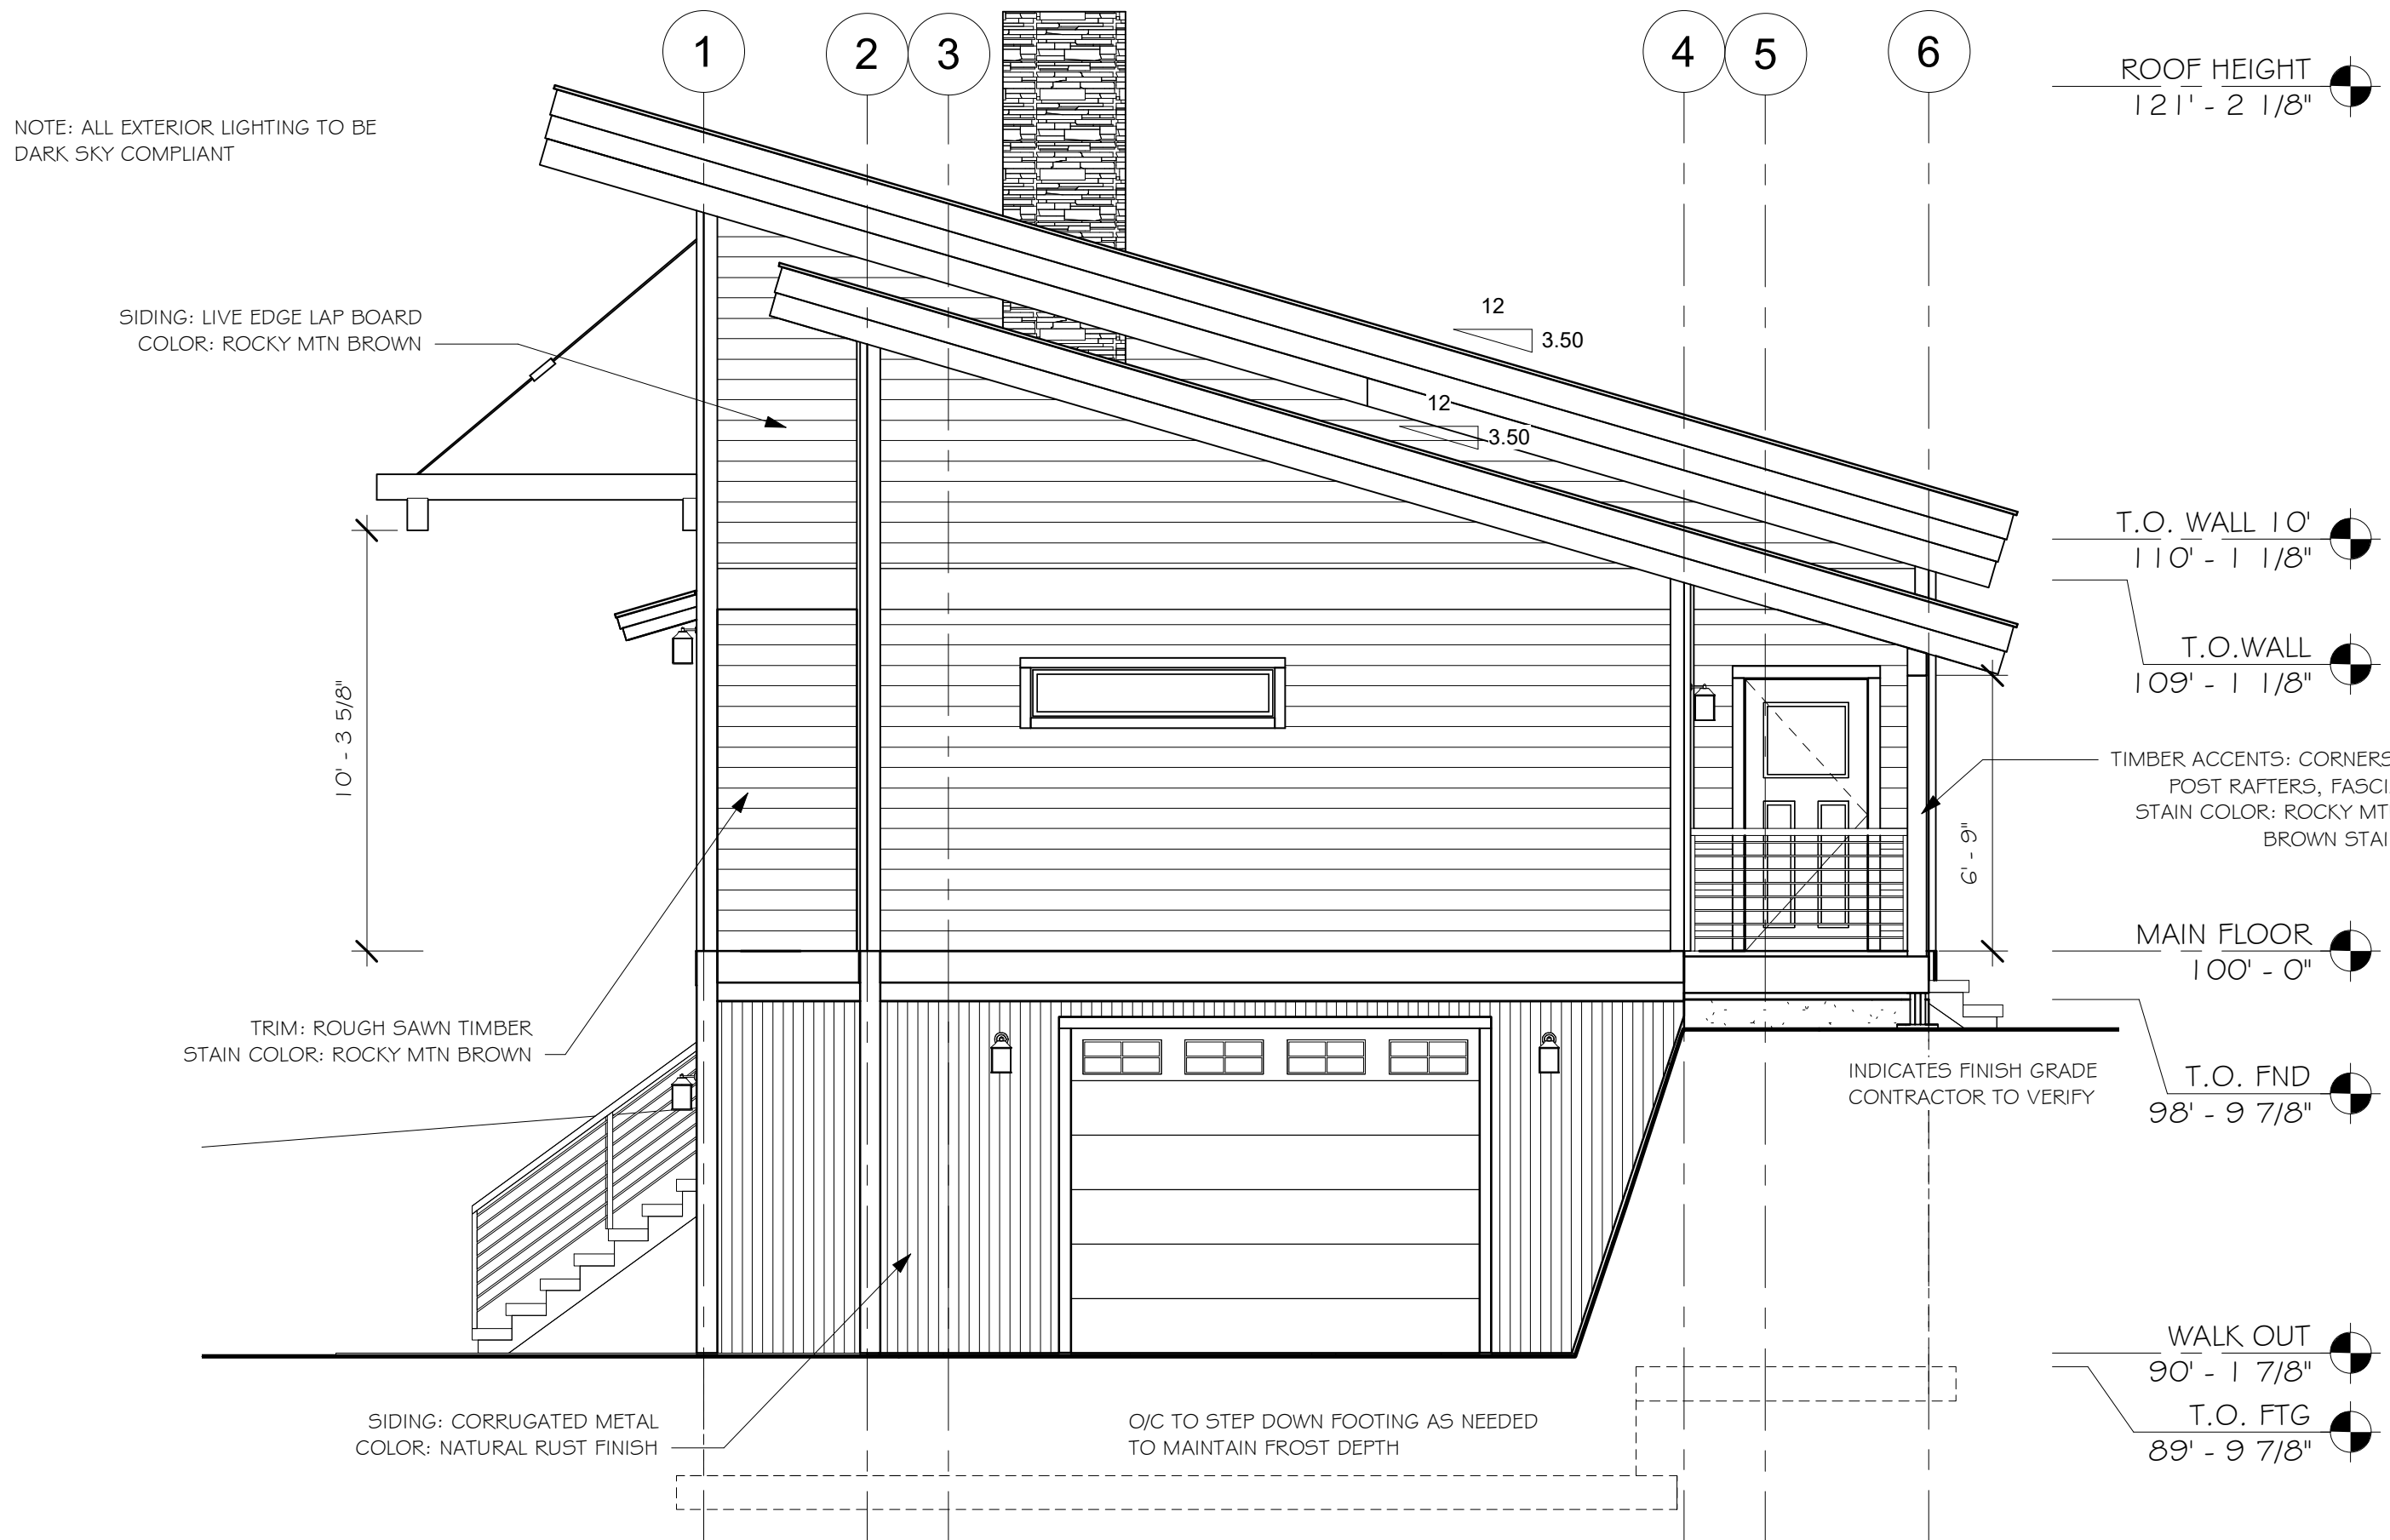 1
2
3
4
5
6
ROOF HEIGHT
121' - 2 1/8"
NOTE: ALL EXTERIOR LIGHTING TO BE
DARK SKY COMPLIANT
SIDING: LIVE EDGE LAP BOARD
COLOR: ROCKY MTN BROWN
12
3.50
12
3.50
T.O. WALL 10'
110' - 1 1/8"
T.O.WALL
109' - 1 1/8"
10' - 3 5/8"
TIMBER ACCENTS: CORNERS
POST RAFTERS, FASCI
STAIN COLOR: ROCKY MT
BROWN STAI
6' - 9"
MAIN FLOOR
100' - 0"
TRIM: ROUGH SAWN TIMBER
STAIN COLOR: ROCKY MTN BROWN
INDICATES FINISH GRADE
CONTRACTOR TO VERIFY
T.O. FND
98' - 9 7/8"
WALK OUT
90' - 1 7/8"
T.O. FTG
89' - 9 7/8"
SIDING: CORRUGATED METAL
COLOR: NATURAL RUST FINISH
O/C TO STEP DOWN FOOTING AS NEEDED
TO MAINTAIN FROST DEPTH